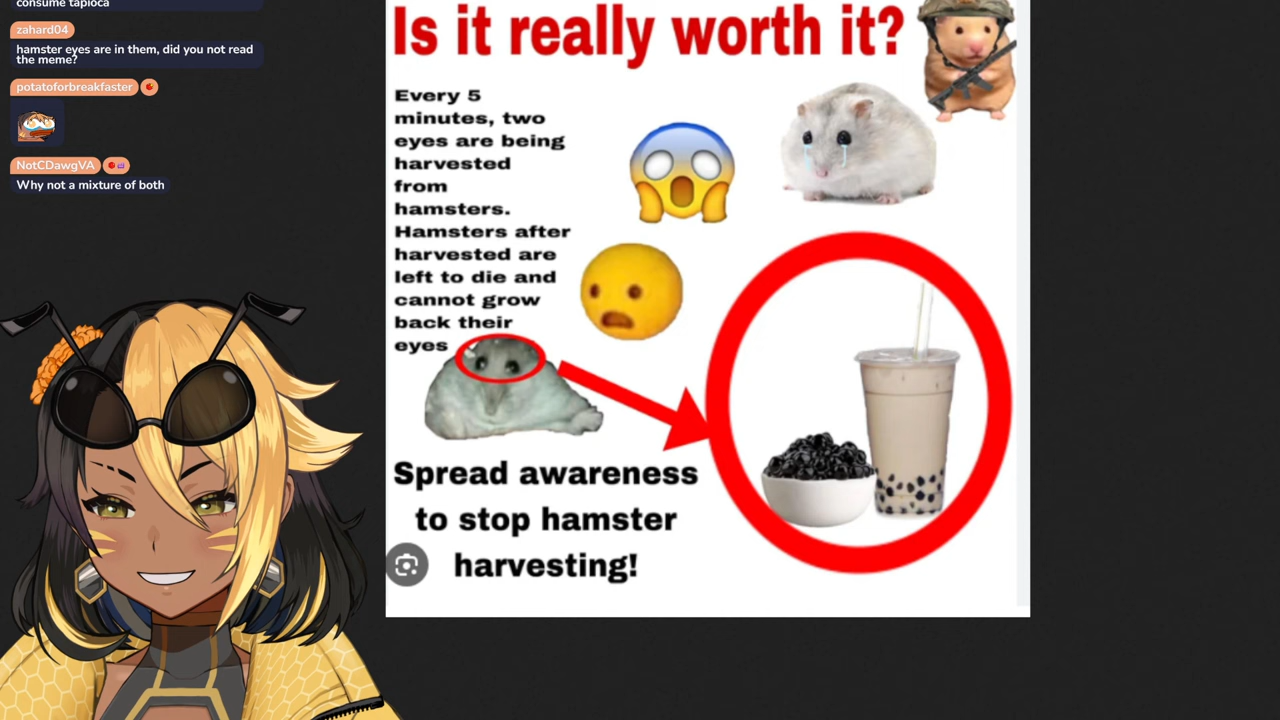 consume tapioca
zahard04
hamster eyes are in them, did you not read
the meme?
potatoforbreakfaster
NotCDawgVA
Why not a mixture of both
Is it really worth it?
Every 5
minutes, two
eyes are being
harvested
from
hamsters.
Hamsters after
harvested are
left to die and
cannot grow
back their
eyes
Spread awareness
to stop hamster
harvesting!